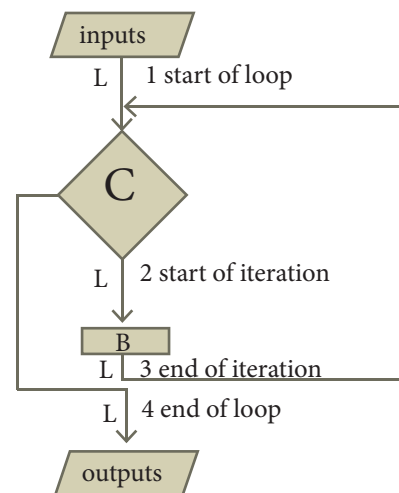 inputs
L 1 start of loop
C
L 2 start of iteration
B
L 3 end of iteration
L 4 end of loop
outputs